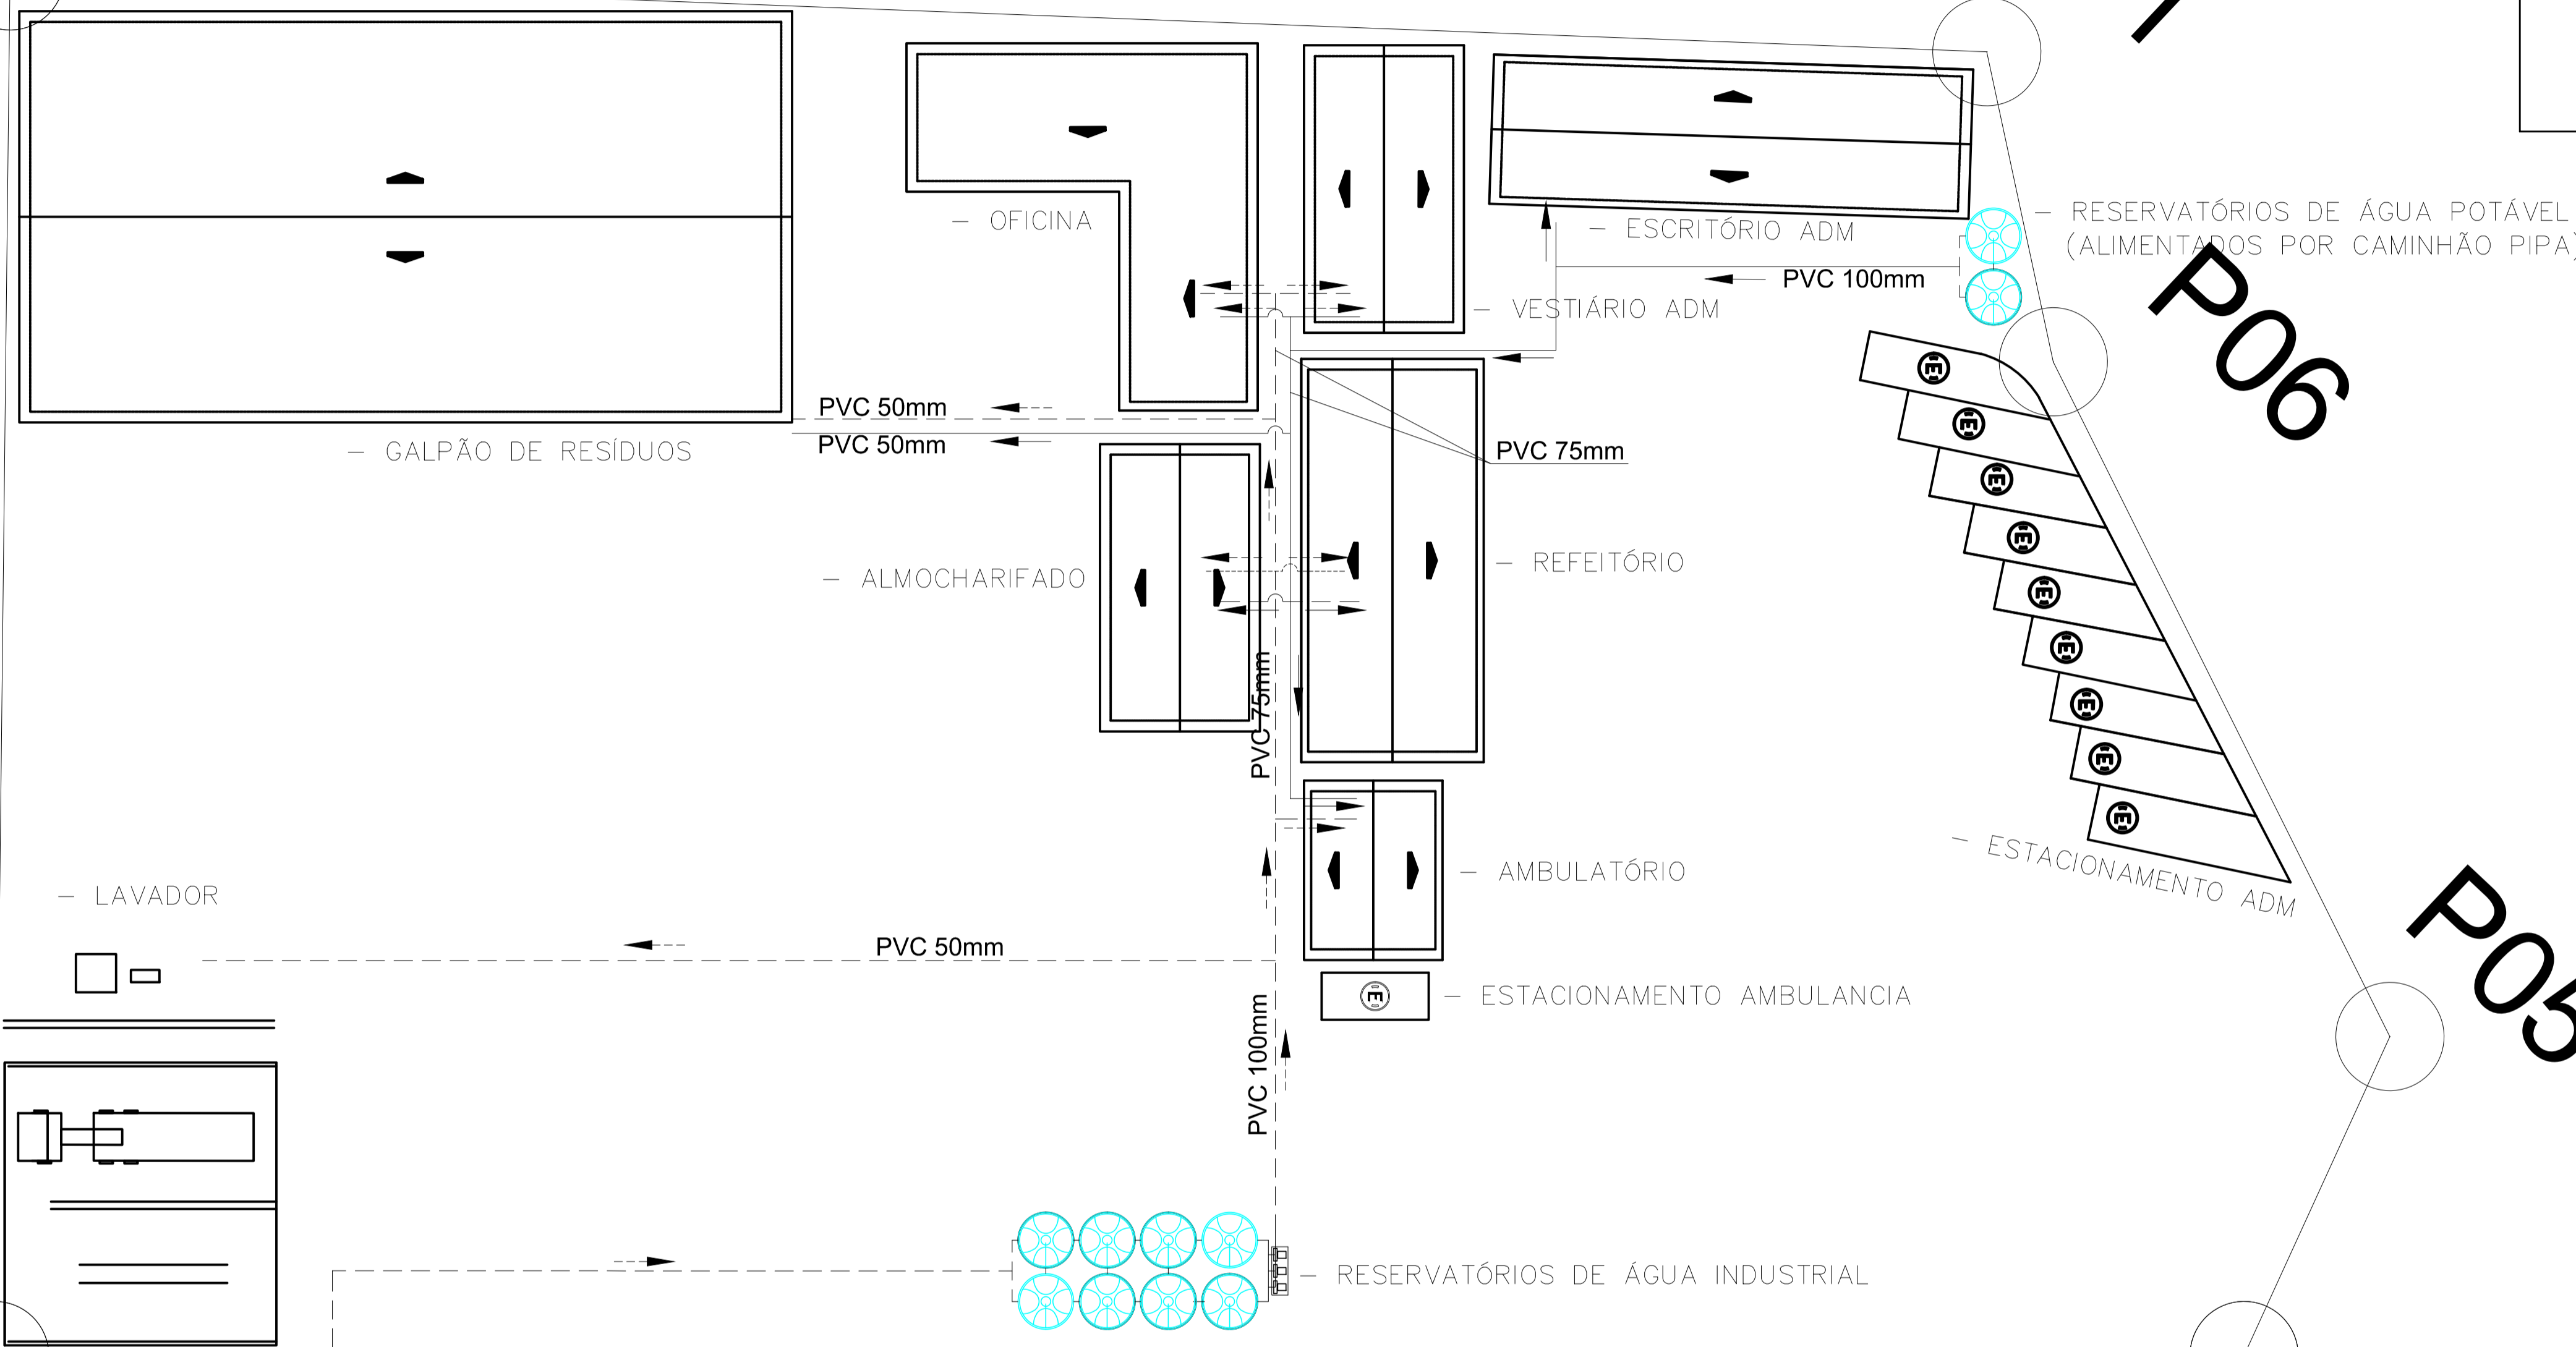 — OFICINA
— ESCRITÓRIO ADM
— RESERVATÓRIOS DE ÁGUA POTÁVEL
(ALIMENTADOS POR CAMINHÃO PIPA)
PVC 100mm
— VESTIÁRIO ADM
P06
PVC 50mm
PVC 50mm
— GALPÃO DE RESÍDUOS
PVC 75mm
E
E
E
E
E
E
E
E
E
— ALMOCHARIFADO
— REFEITÓRIO
PVC 75mm
— ESTACIONAMENTO ADM
— AMBULATÓRIO
— LAVADOR
P05
PVC 50mm
E
— ESTACIONAMENTO AMBULANCIA
PVC 100mm
— RESERVATÓRIOS DE ÁGUA INDUSTRIAL